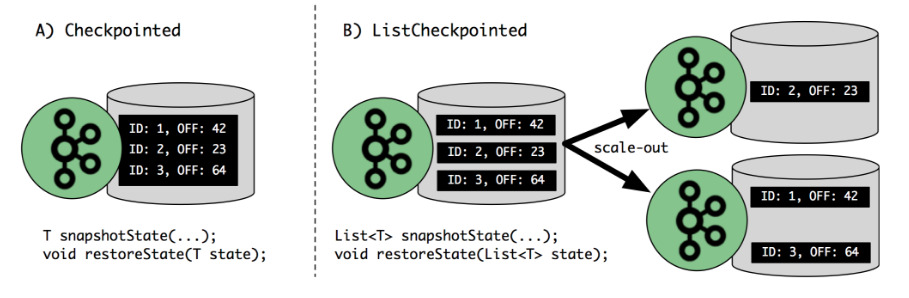 A) Checkpointed
ID: 1, OFF: 42
ID: 2, OFF: 23
ID: 3, OFF: 64
T snapshotState(...);
void restoreState(T state);
B) ListCheckpointed
ID: 1, OFF: 42
ID: 2, OFF: 23
ID: 3, OFF: 64
List<T> snapshotState(...);
void restoreState(List<T> state);
scale-out
ID: 2, OFF: 23
ID: 1, OFF: 42
ID: 3, OFF: 64